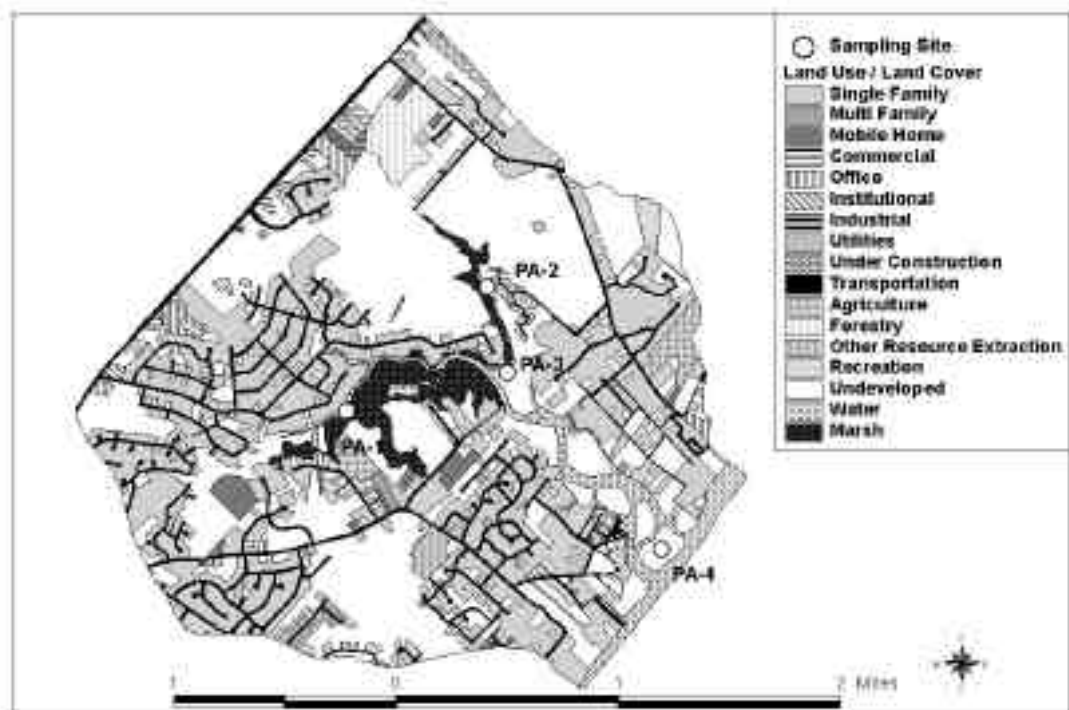 Sampling Site
Land Use / Land Cover
Single Family
Multi Family
Mobile Home
Commercial
Office
Institutional
Industrial
Utilities
Under Construction
Transportation
Agriculture
Forestry
Other Resource Extraction
Recreation
Undeveloped
Water
Marsh
PA-2
PA-3
PA-1
PA-4
1 0 1 2 Miles